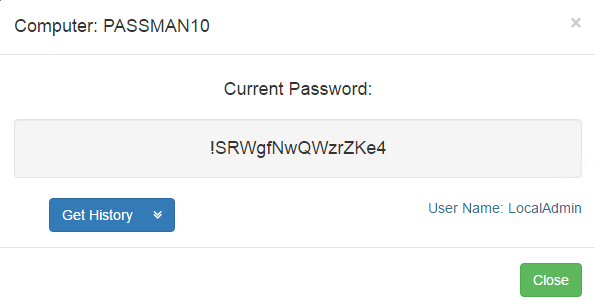 Computer: PASSMAN10
×
Current Password:
!SRWgfNwQWzrZKe4
Get History
User Name: LocalAdmin
Close